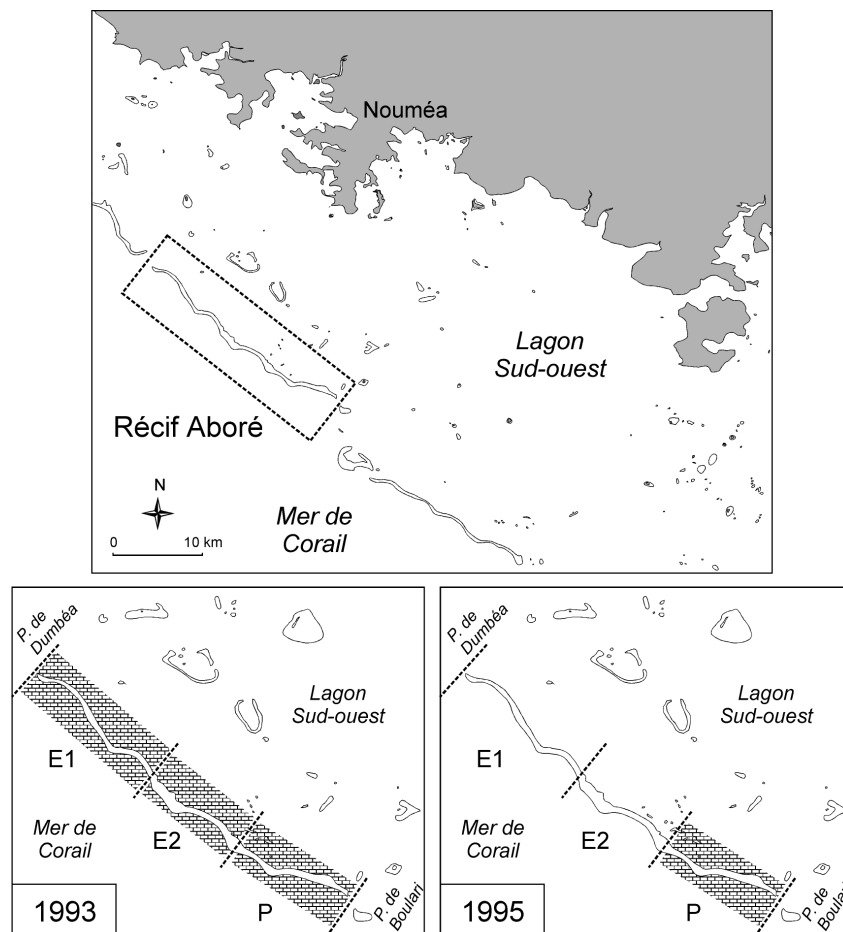 Nouméa
Lagon
Sud-ouest
Récif Aboré
N
0 10 km
Mer de
Corail
P. de
Dumbéa
Lagon
Sud-ouest
E1
Mer de
Corail
E2
1993
P
P. de
Boulari
P. de
Dumbéa
Lagon
Sud-ouest
E1
Mer de
Corail
E2
1995
P
P. de
Boulari